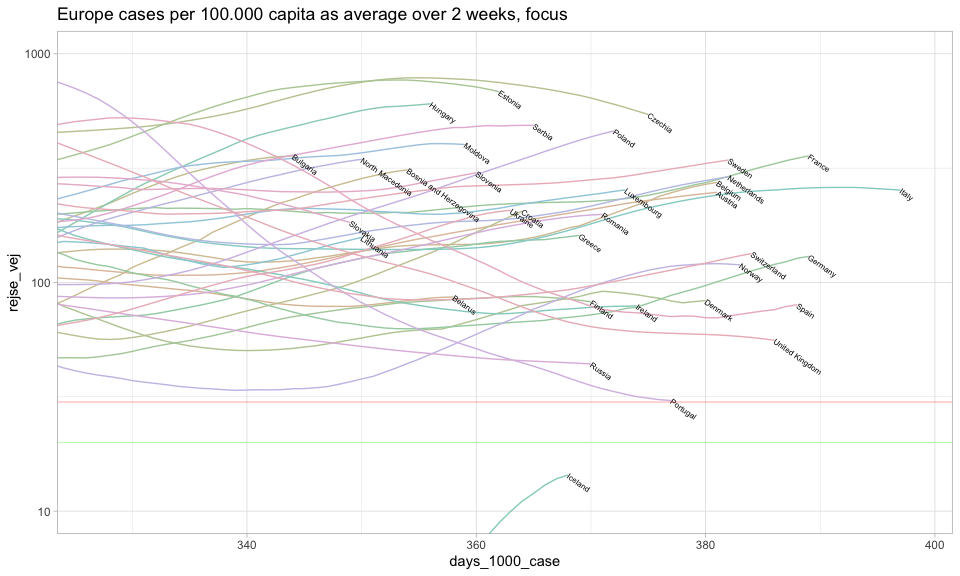 Europe cases per 100.000 capita as average over 2 weeks, focus
1000
Estonia
Hungary
Czechia
Serbia
Poland
Moldova
Bulgaria
North Macedonia
Bosnia and Herzegovina
Slovenia
Sweden
France
Netherlands
Belgium
Austria
Italy
Luxembourg
Croatia
Ukraine
Romania
Slovakia
Lithuania
Greece
Switzerland
Norway
Germany
100
Belarus
Finland
Ireland
Denmark
Spain
United Kingdom
Russia
Portugal
Iceland
10
rejse_vej
340
360
380
400
days_1000_case